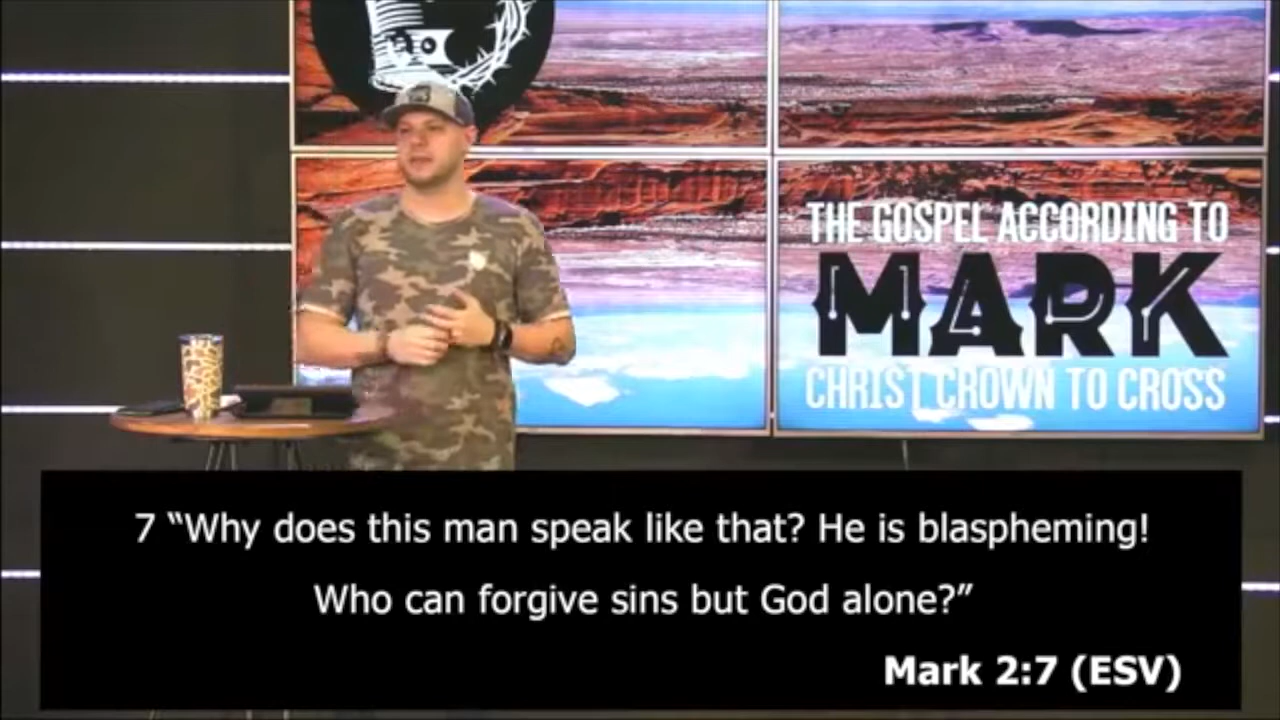 THE GOSPEL ACCORDING TO
MARK
CHRIST CROWN TO CROSS
7 “Why does this man speak like that? He is blaspheming!
Who can forgive sins but God alone?”
Mark 2:7 (ESV)